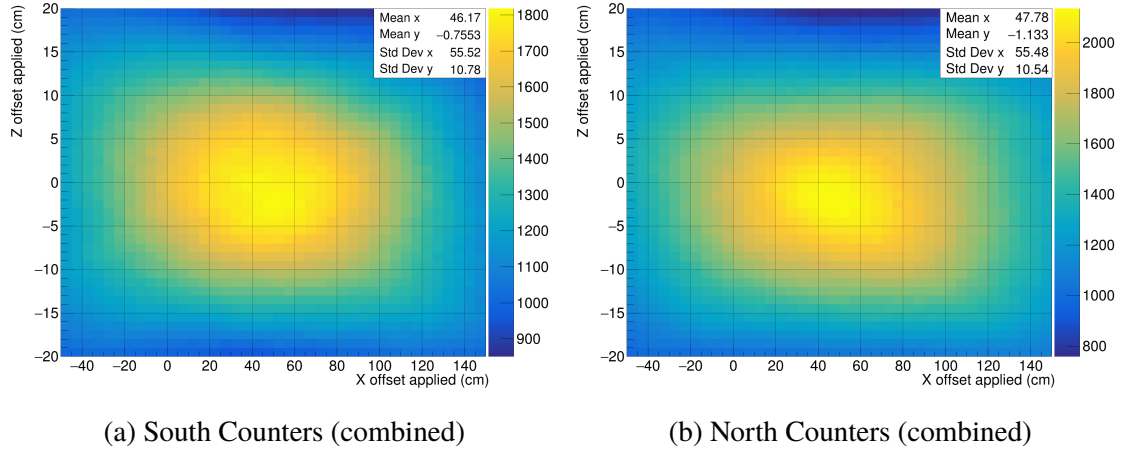 Z offset applied (cm)
20
15
10
5
0
−5
−10
−15
−20
−40 −20 0 20 40 60 80 100 120 140
X offset applied (cm)
Mean x 46.17
Mean y −0.7553
Std Dev x 55.52
Std Dev y 10.78
1800
1700
1600
1500
1400
1300
1200
1100
1000
900
(a) South Counters (combined)
Z offset applied (cm)
20
15
10
5
0
−5
−10
−15
−20
−40 −20 0 20 40 60 80 100 120 140
X offset applied (cm)
Mean x 47.78
Mean y −1.133
Std Dev x 55.48
Std Dev y 10.54
2000
1800
1600
1400
1200
1000
800
(b) North Counters (combined)